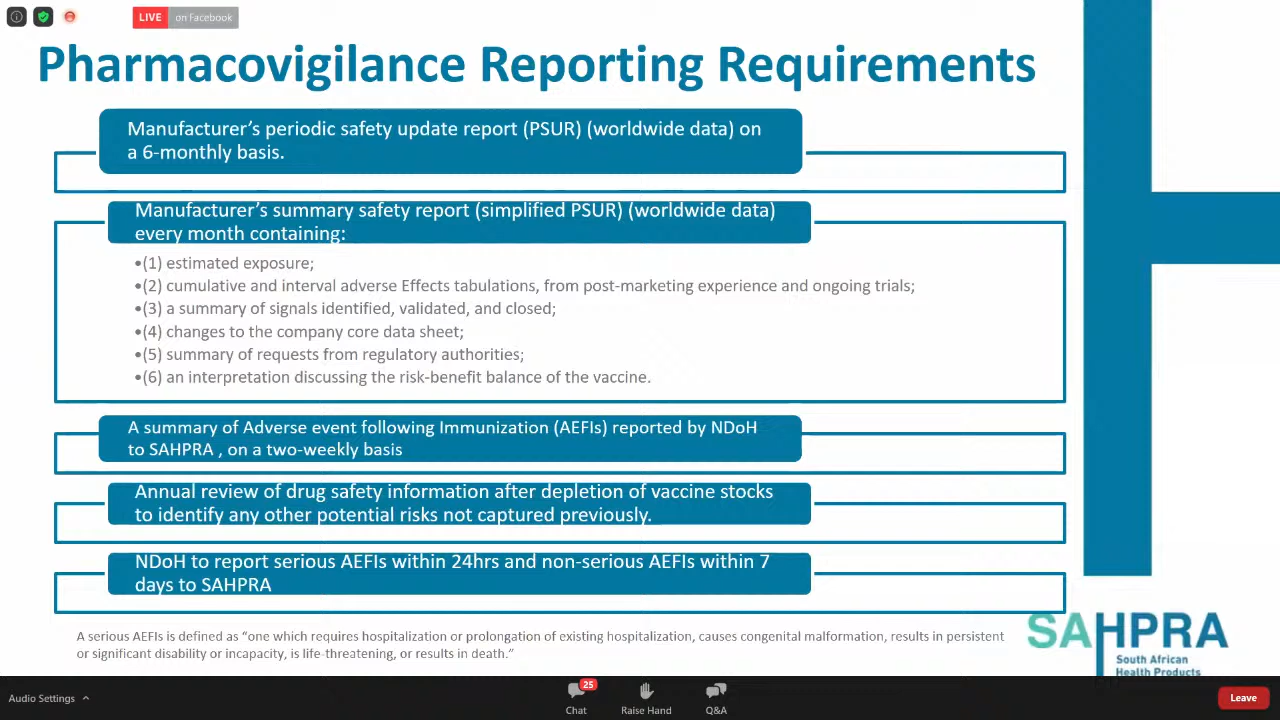 LIVE on Facebook
Pharmacovigilance Reporting Requirements
Manufacturer's periodic safety update report (PSUR) (worldwide data) on
a 6-monthly basis.
Manufacturer's summary safety report (simplified PSUR) (worldwide data)
every month containing:
•(1) estimated exposure;
•(2) cumulative and interval adverse Effects tabulations, from post-marketing experience and ongoing trials;
•(3) a summary of signals identified, validated, and closed;
•(4) changes to the company core data sheet;
•(5) summary of requests from regulatory authorities;
•(6) an interpretation discussing the risk-benefit balance of the vaccine.
A summary of Adverse event following Immunization (AEFIs) reported by NDoH
to SAHPRA , on a two-weekly basis
Annual review of drug safety information after depletion of vaccine stocks
to identify any other potential risks not captured previously.
NDoH to report serious AEFIs within 24hrs and non-serious AEFIs within 7
days to SAHPRA
A serious AEFIs is defined as “one which requires hospitalization or prolongation of existing hospitalization, causes congenital malformation, results in persistent
or significant disability or incapacity, is life-threatening, or results in death.”
SAHPRA
South African
Health Products
Audio Settings
25
Chat
Raise Hand
Q&A
Leave